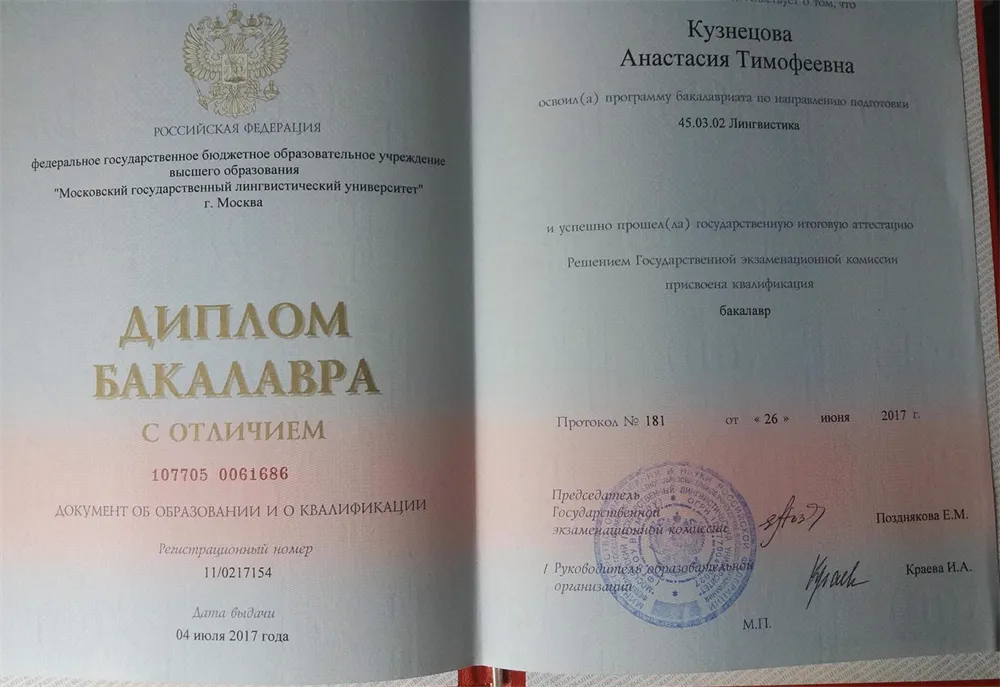 РОССИЙСКАЯ ФЕДЕРАЦИЯ
федеральное государственное бюджетное образовательное учреждение
высшего образования
"Московский государственный лингвистический университет"
г. Москва
ДИПЛОМ
БАКАЛАВРА
С ОТЛИЧИЕМ
107705 0061686
ДОКУМЕНТ ОБ ОБРАЗОВАНИИ И О КВАЛИФИКАЦИИ
Регистрационный номер
11/0217154
Дата выдачи
04 июля 2017 года
о том, что
Кузнецова
Анастасия Тимофеевна
освоил(а) программу бакалавриата по направлению подготовки
45.03.02 Лингвистика
и успешно прошел(ла) государственную итоговую аттестацию
Решением Государственной экзаменационной комиссии
присвоена квалификация
бакалавр
Протокол № 181 от « 26 » июня 2017 г.
Председатель
Государственной
экзаменационной комиссии
Позднякова Е.М.
/ Руководитель образовательной
организации
Краева И.А.
М.П.